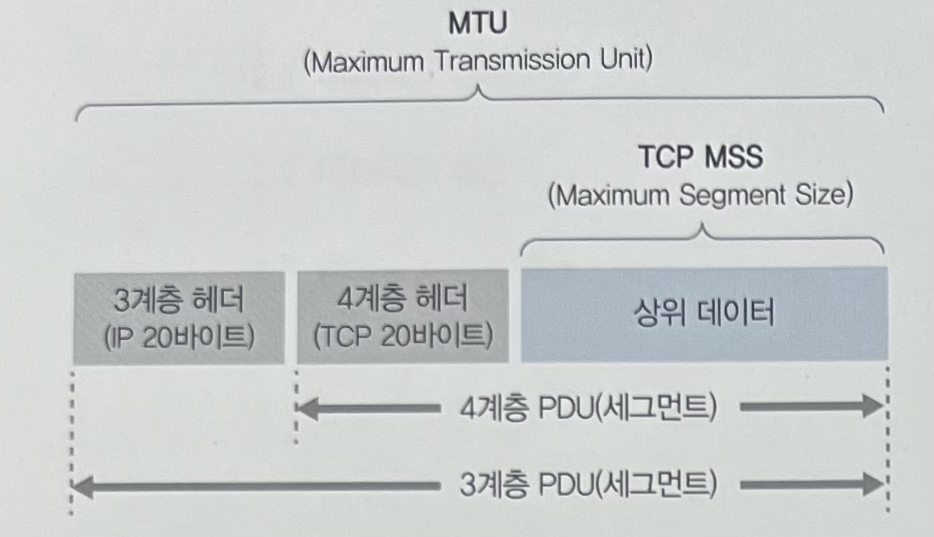 MTU
(Maximum Transmission Unit)
TCP MSS
(Maximum Segment Size)
3계층 헤더
(IP 20바이트)
4계층 헤더
(TCP 20바이트)
상위 데이터
4계층 PDU(세그먼트)
3계층 PDU(세그먼트)